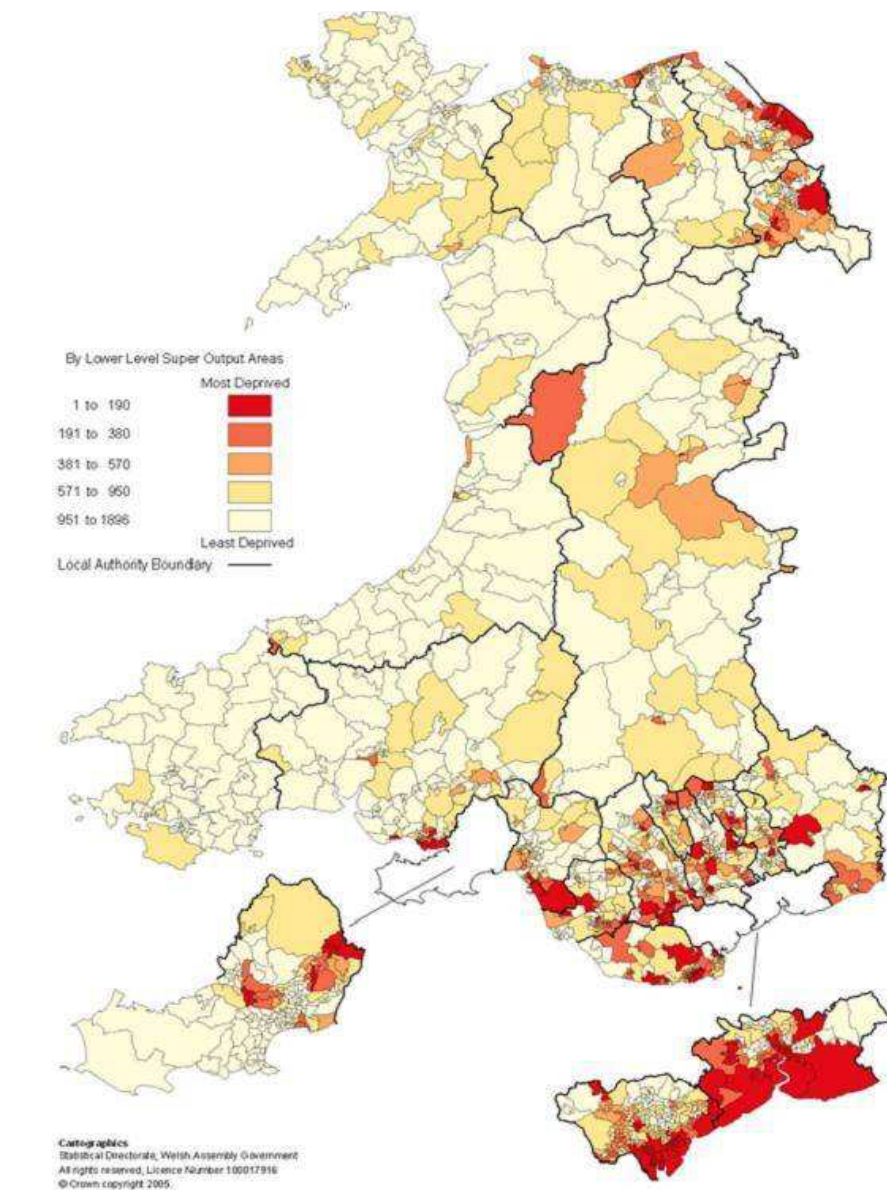 By Lower Level Super Output Areas
Most Deprived
1 to 190
191 to 380
381 to 570
571 to 950
951 to 1896
Least Deprived
Local Authority Boundary
Cartographics
Statistical Directorate, Welsh Assembly Government
All rights reserved, Licence Number 100017916
© Crown copyright 2005.